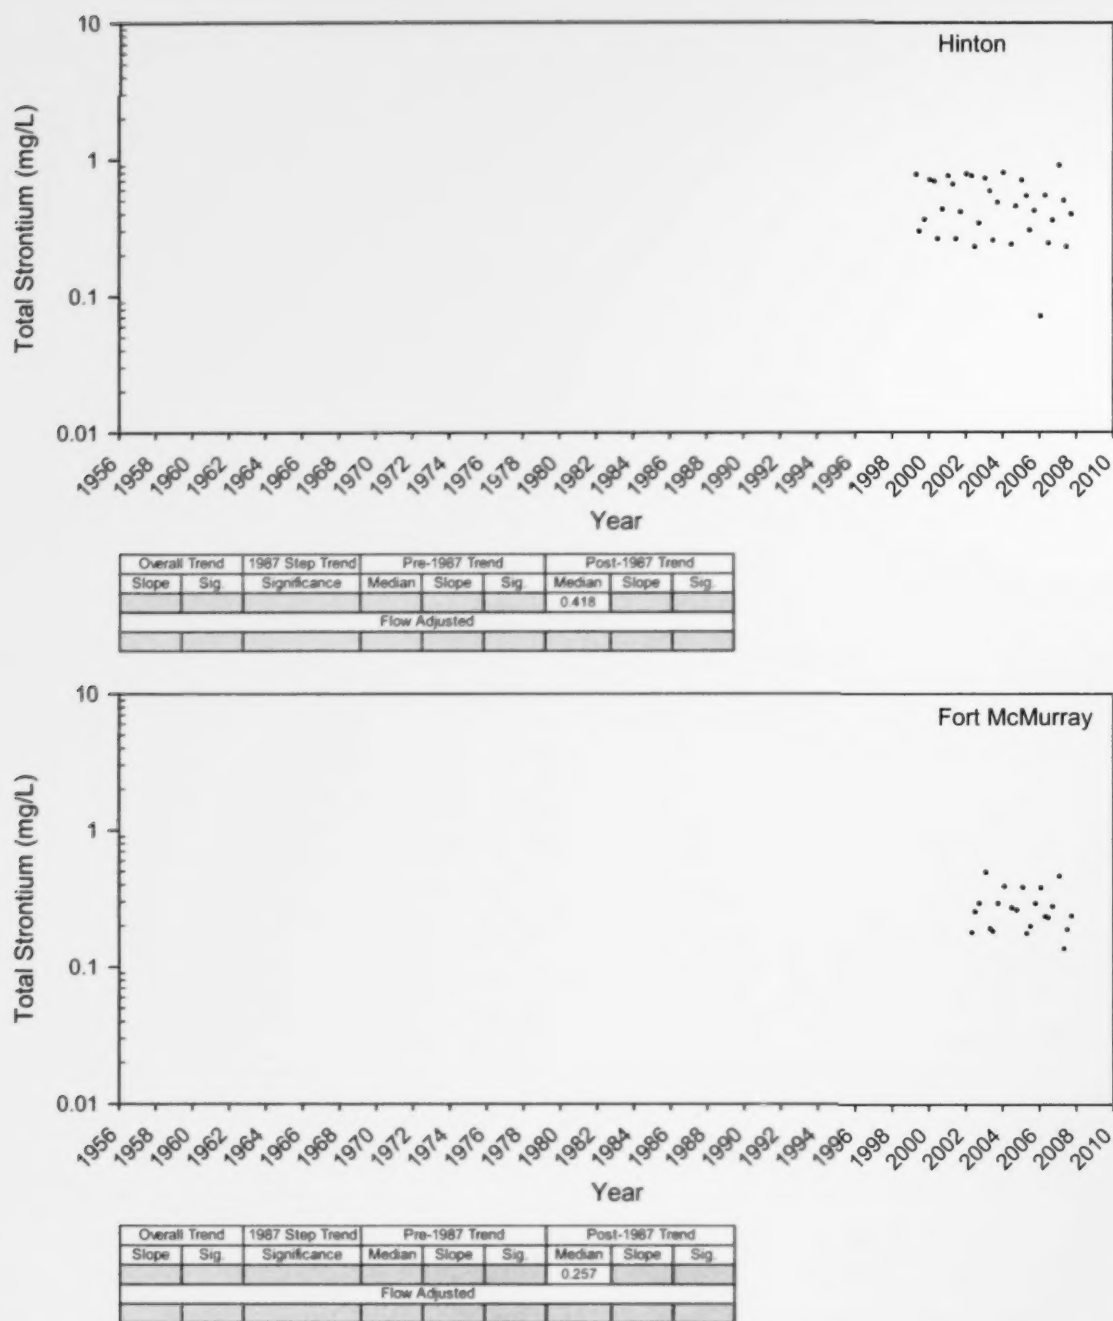 Hinton
Total Strontium (mg/L)
10
1
0.1
0.01
1956 1958 1960 1962 1964 1966 1968 1970 1972 1974 1976 1978 1980 1982 1984 1986 1988 1990 1992 1994 1996 1998 2000 2002 2004 2006 2008 2010
Year
Overall Trend 1987 Step Trend Pre-1987 Trend Post-1987 Trend
Slope Sig. Significance Median Slope Sig. Median Slope Sig.
0.418
Flow Adjusted
Fort McMurray
Total Strontium (mg/L)
10
1
0.1
0.01
1956 1958 1960 1962 1964 1966 1968 1970 1972 1974 1976 1978 1980 1982 1984 1986 1988 1990 1992 1994 1996 1998 2000 2002 2004 2006 2008 2010
Year
Overall Trend 1987 Step Trend Pre-1987 Trend Post-1987 Trend
Slope Sig. Significance Median Slope Sig. Median Slope Sig.
0.257
Flow Adjusted